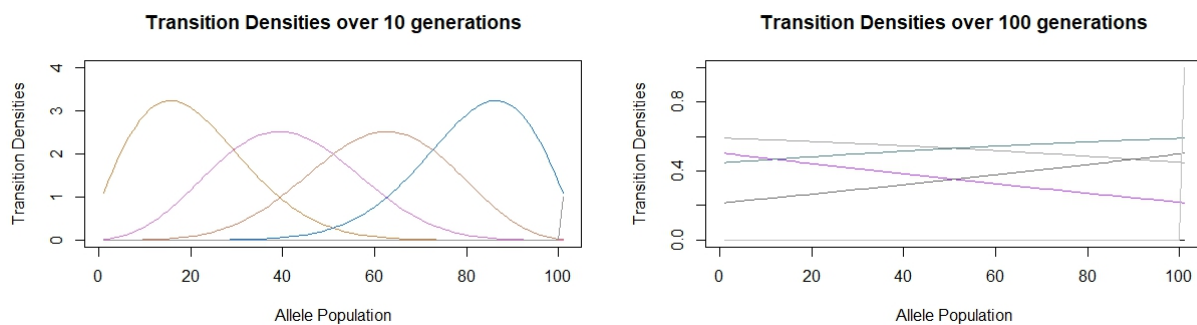 Transition Densities over 10 generations
Transition Densities
4
3
2
1
0
0 20 40 60 80 100
Allele Population
Transition Densities over 100 generations
Transition Densities
0.8
0.4
0.0
0 20 40 60 80 100
Allele Population